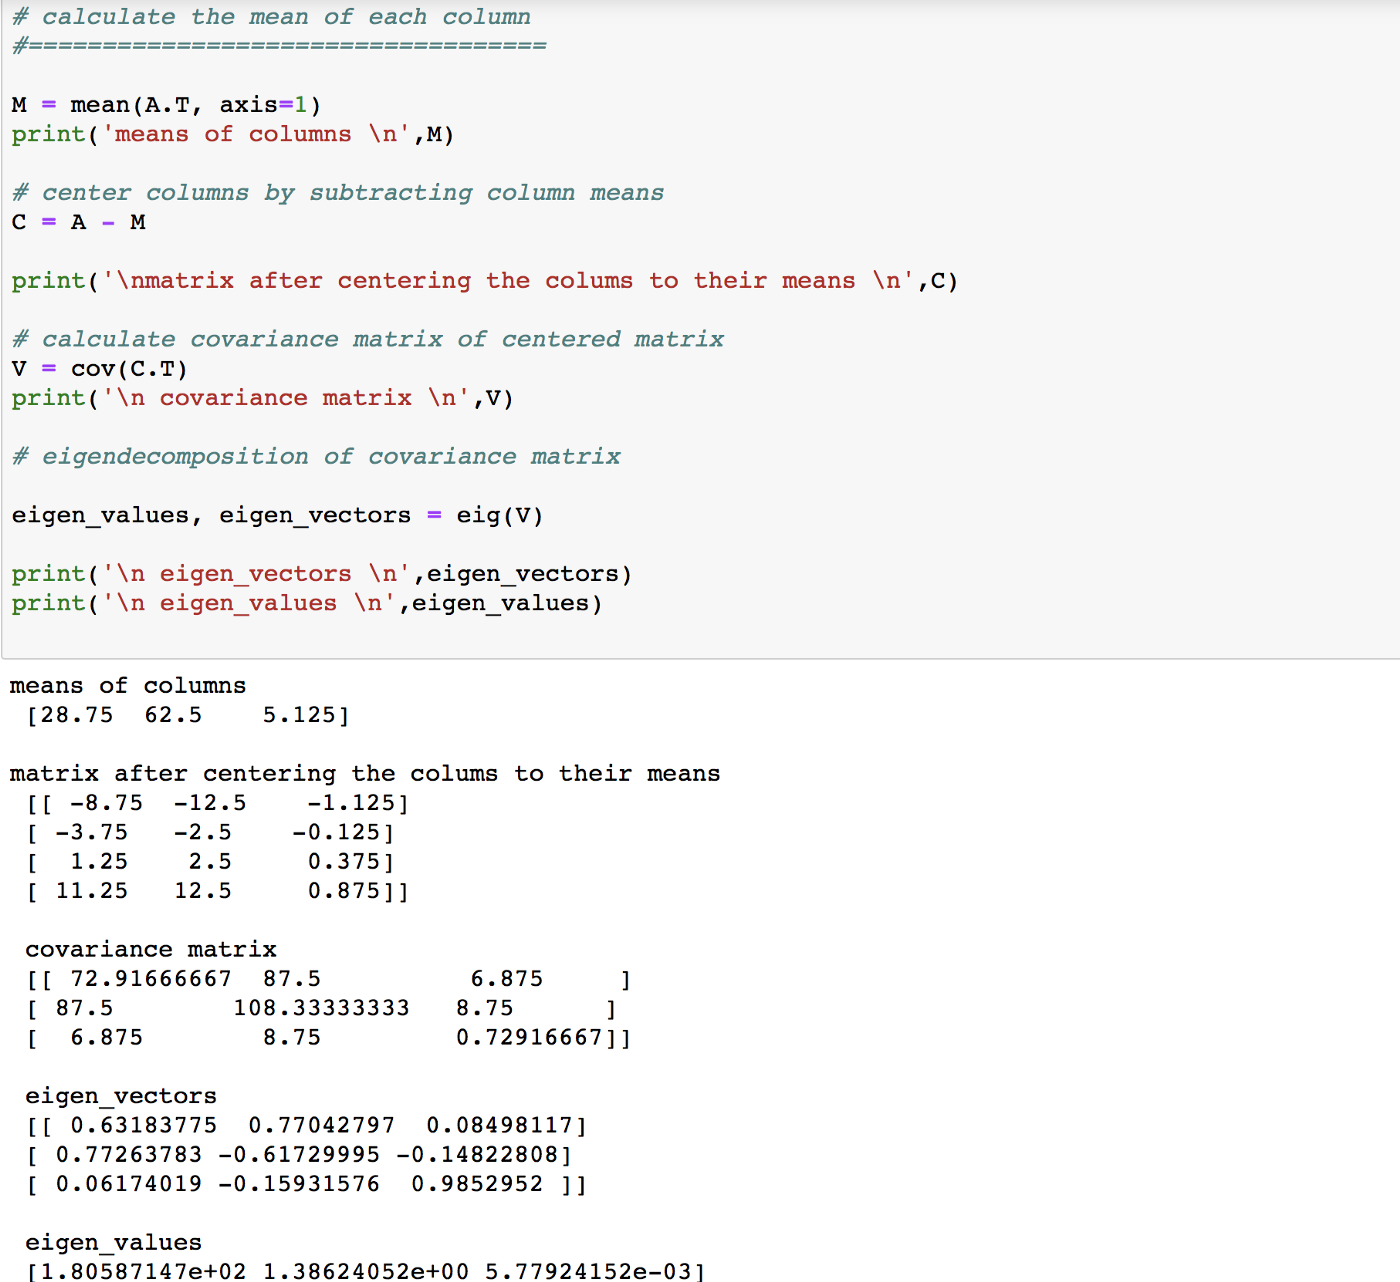 # calculate the mean of each column
#===================================
M = mean(A.T, axis=1)
print('means of columns \n',M)
# center columns by subtracting column means
C = A - M
print('\nmatrix after centering the colums to their means \n',C)
# calculate covariance matrix of centered matrix
V = cov(C.T)
print('\n covariance matrix \n',V)
# eigendecomposition of covariance matrix
eigen_values, eigen_vectors = eig(V)
print('\n eigen_vectors \n',eigen_vectors)
print('\n eigen_values \n',eigen_values)
means of columns
[28.75  62.5    5.125]
matrix after centering the colums to their means
[[ -8.75  -12.5    -1.125]
[ -3.75   -2.5    -0.125]
[  1.25    2.5     0.375]
[ 11.25   12.5     0.875]]
covariance matrix
[[ 72.91666667  87.5          6.875     ]
[ 87.5        108.33333333   8.75      ]
[  6.875        8.75         0.72916667]]
eigen_vectors
[[ 0.63183775  0.77042797  0.08498117]
[ 0.77263783 -0.61729995 -0.14822808]
[ 0.06174019 -0.15931576  0.9852952 ]]
eigen_values
[1.80587147e+02 1.38624052e+00 5.77924152e-03]